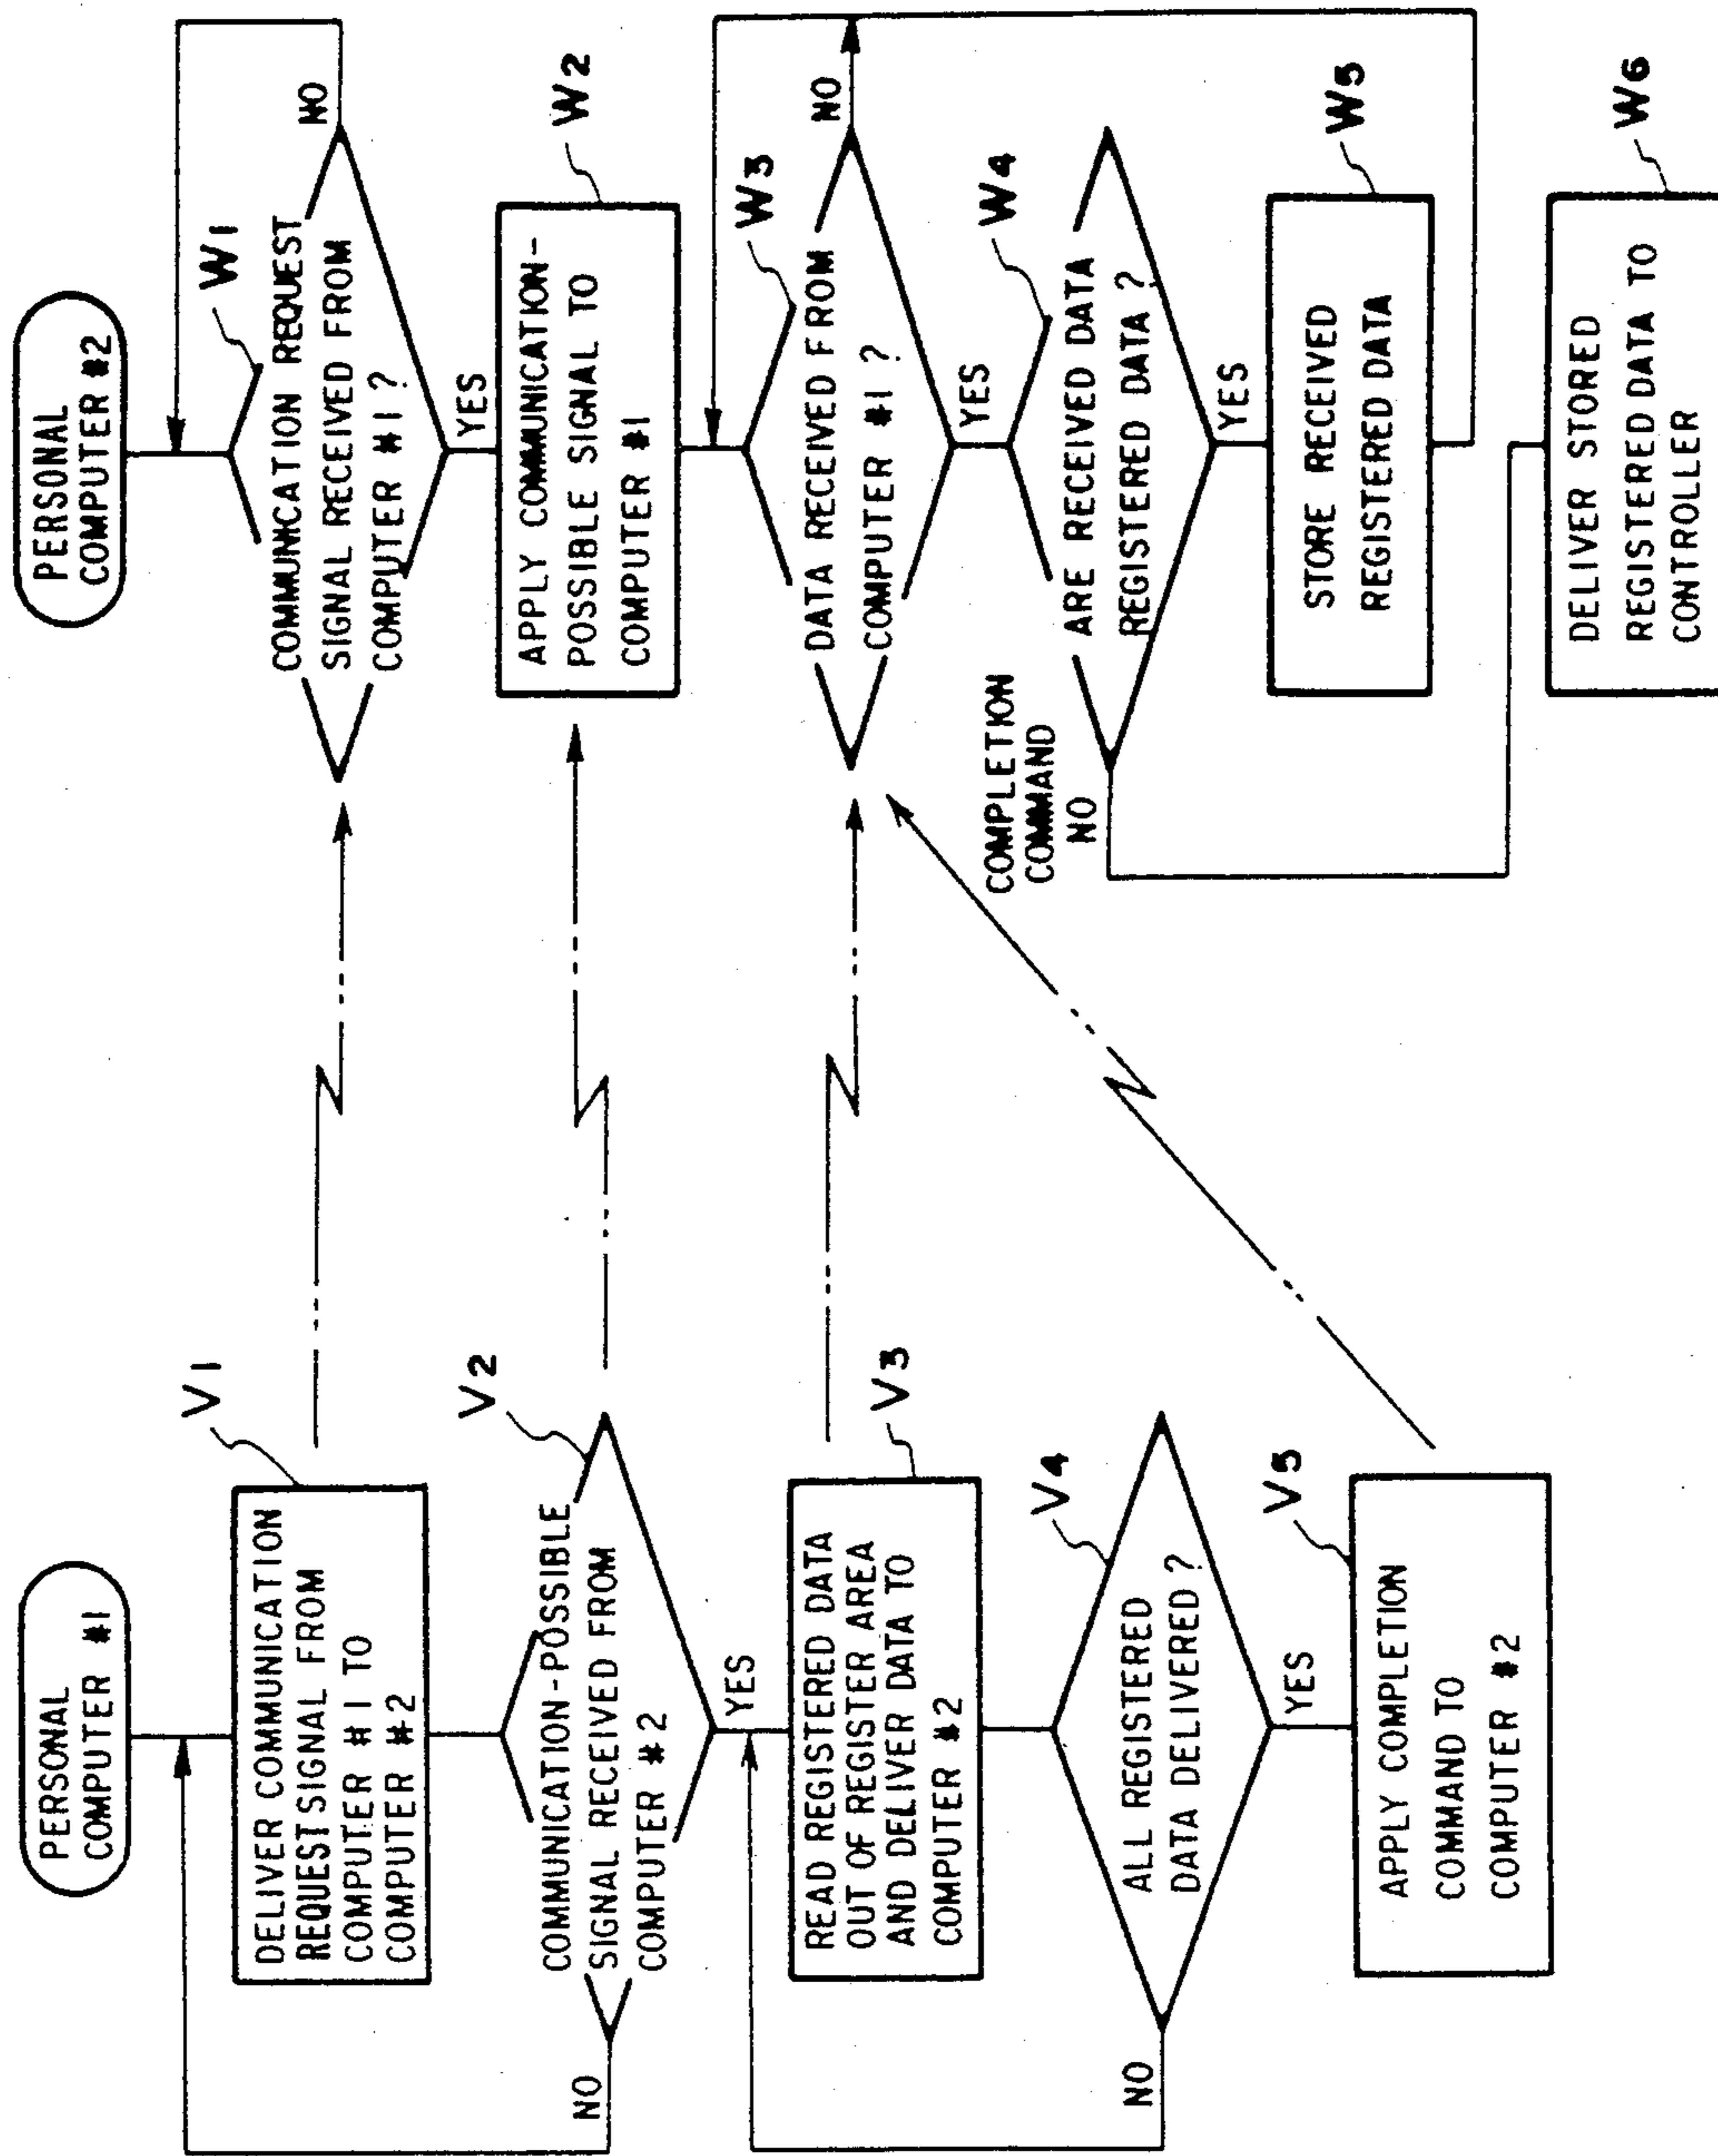 PERSONAL
COMPUTER #1
V1
DELIVER COMMUNICATION
REQUEST SIGNAL FROM
COMPUTER #1 TO
COMPUTER #2
V2
COMMUNICATION-POSSIBLE
SIGNAL RECEIVED FROM
COMPUTER #2
NO
YES
V3
READ REGISTERED DATA
OUT OF REGISTER AREA
AND DELIVER DATA TO
COMPUTER #2
V4
ALL REGISTERED
DATA DELIVERED?
NO
YES
V5
APPLY COMPLETION
COMMAND TO
COMPUTER #2
PERSONAL
COMPUTER #2
W1
COMMUNICATION REQUEST
SIGNAL RECEIVED FROM
COMPUTER #1?
NO
YES
W2
APPLY COMMUNICATION-
POSSIBLE SIGNAL TO
COMPUTER #1
W3
DATA RECEIVED FROM
COMPUTER #1?
NO
YES
W4
ARE RECEIVED DATA
REGISTERED DATA?
COMPLETION
COMMAND
NO
YES
W5
STORE RECEIVED
REGISTERED DATA
W6
DELIVER STORED
REGISTERED DATA TO
CONTROLLER